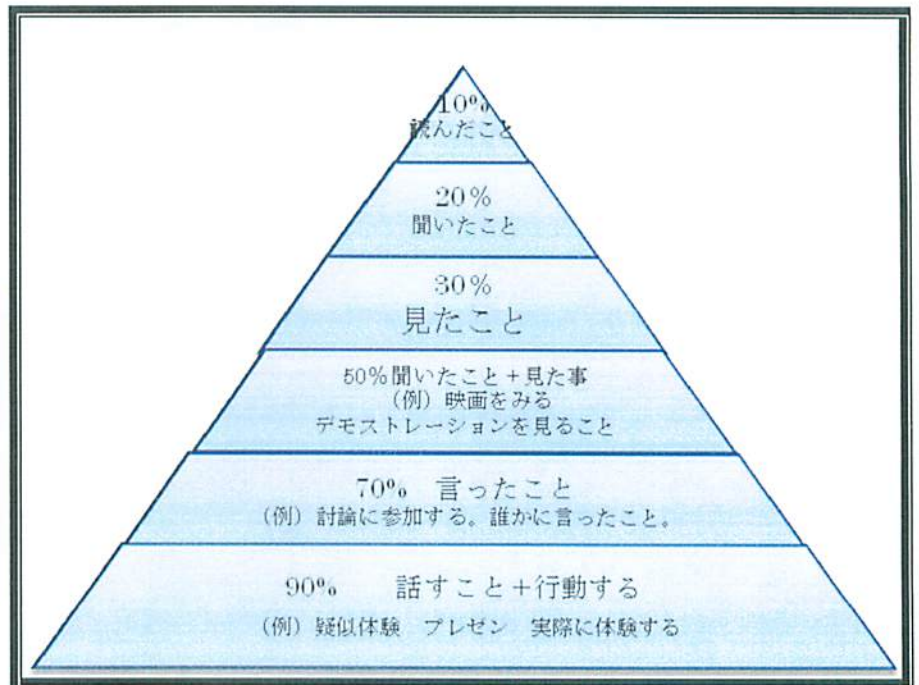 10%
読んだこと
20%
聞いたこと
30%
見たこと
50%聞いたこと+見た事
(例)映画をみる
デモストレーションを見ること
70% 言ったこと
(例)討論に参加する。誰かに言ったこと。
90% 話すこと+行動する
(例)疑似体験 プレゼン 実際に体験する